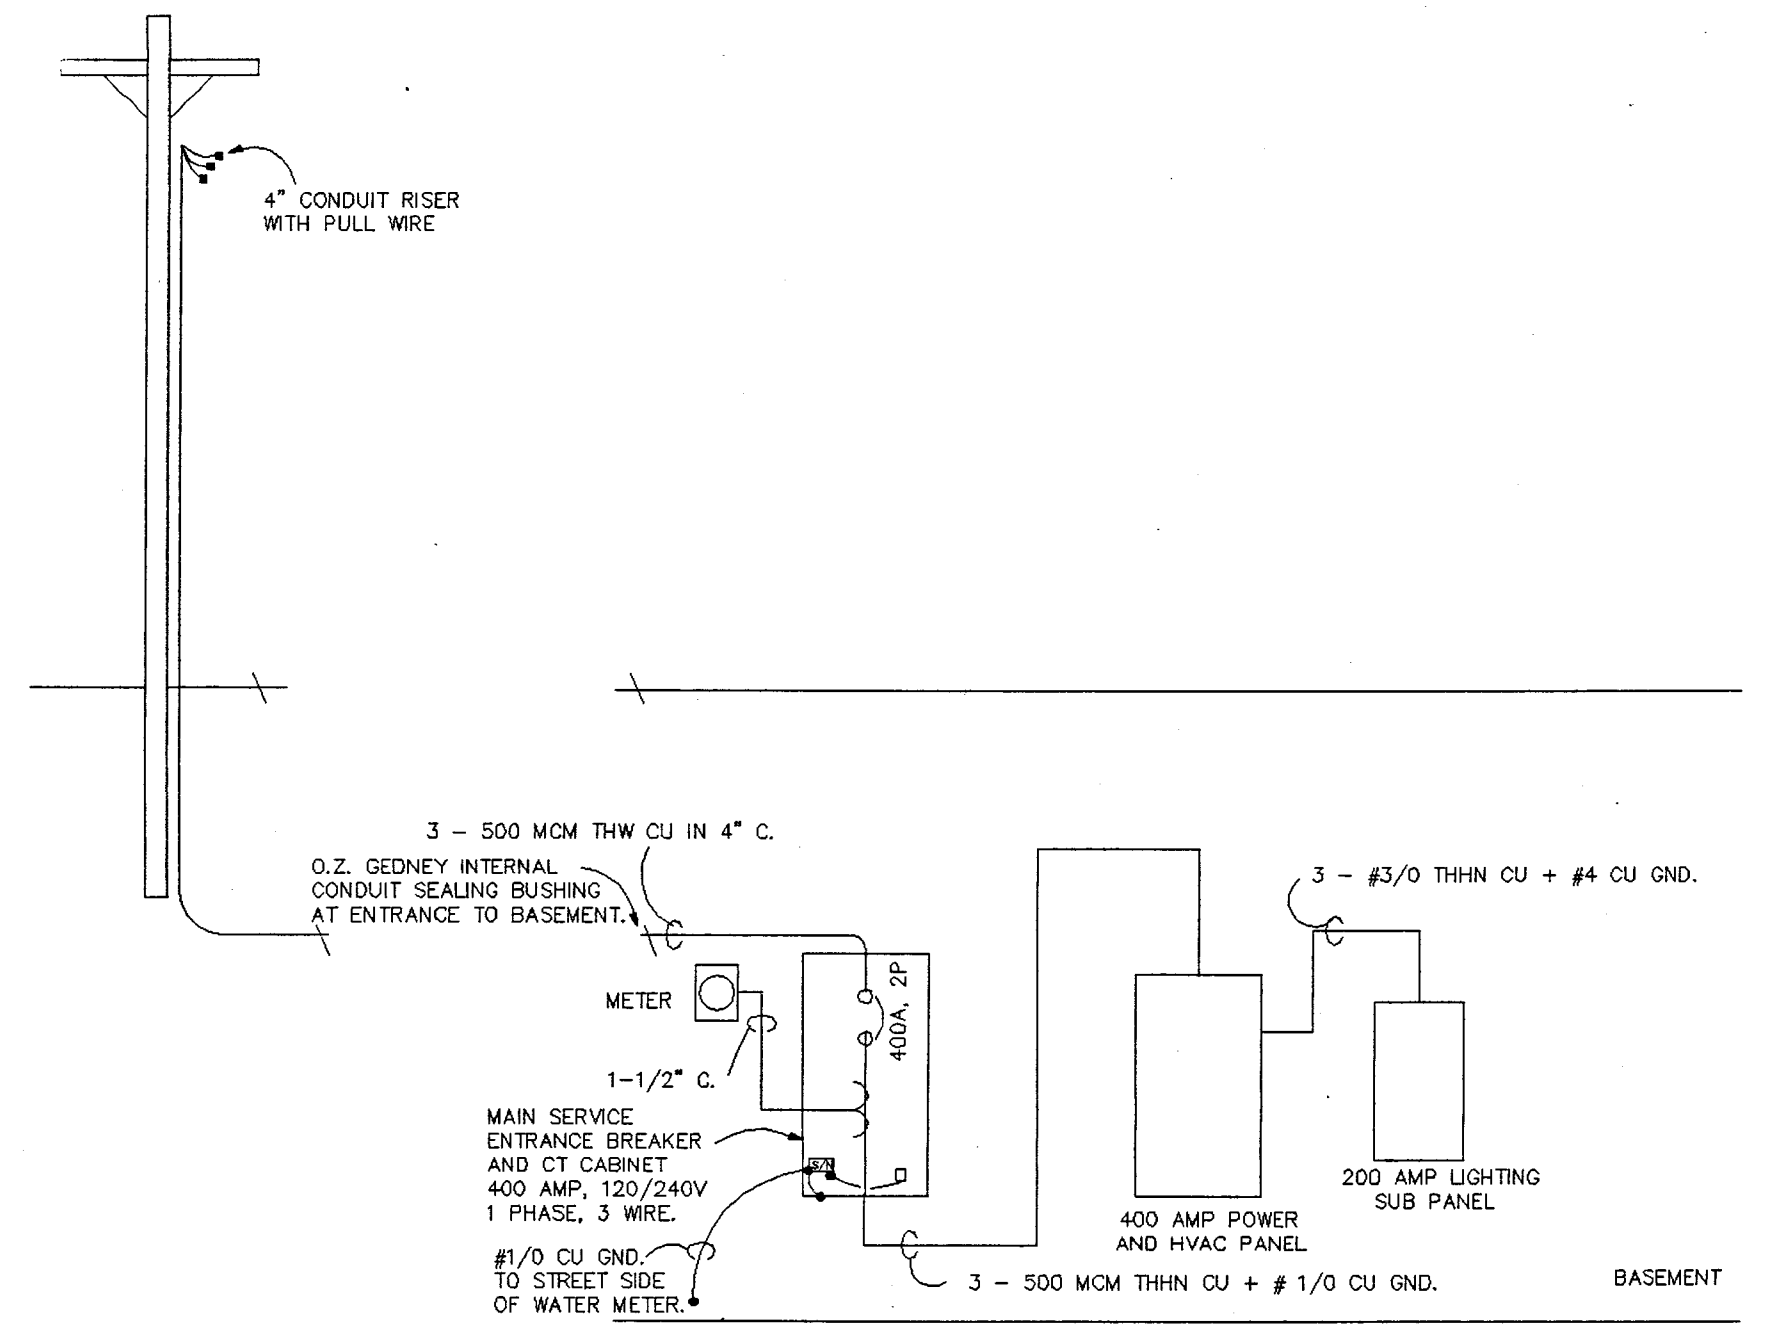 4" CONDUIT RISER
WITH PULL WIRE
3 - 500 MCM THW CU IN 4" C.
O.Z. GEDNEY INTERNAL
CONDUIT SEALING BUSHING
AT ENTRANCE TO BASEMENT.
METER
400A, 2P
1-1/2" C.
MAIN SERVICE
ENTRANCE BREAKER
AND CT CABINET
400 AMP, 120/240V
1 PHASE, 3 WIRE.
S/N
#1/0 CU GND.
TO STREET SIDE
OF WATER METER.
3 - 500 MCM THHN CU + # 1/0 CU GND.
400 AMP POWER
AND HVAC PANEL
3 - #3/0 THHN CU + #4 CU GND.
200 AMP LIGHTING
SUB PANEL
BASEMENT